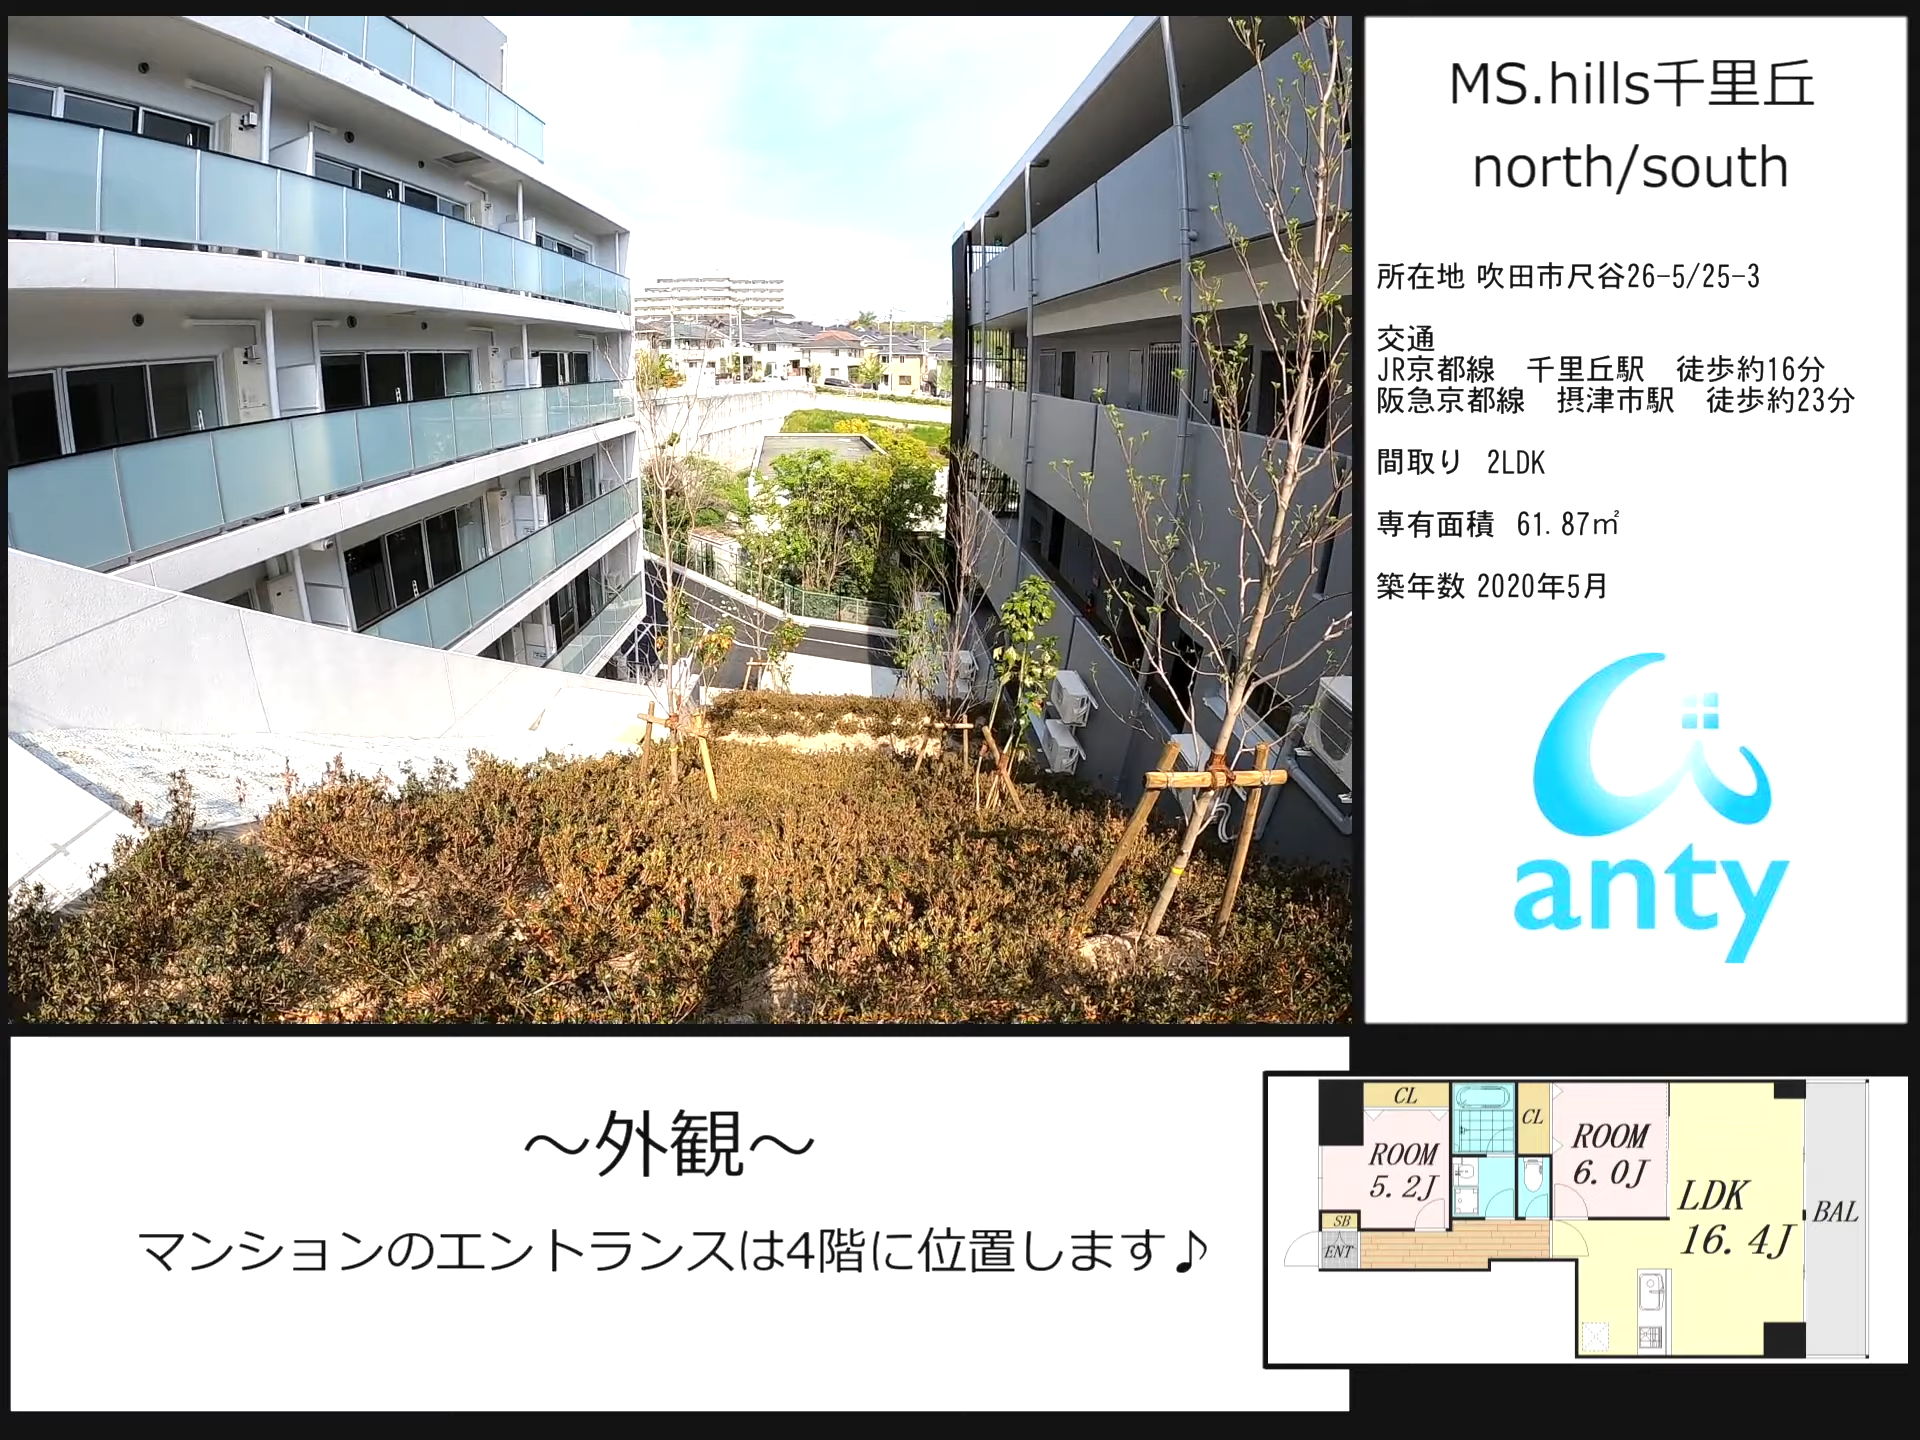 MS.hills千里丘
north/south
所在地 吹田市尺谷26-5/25-3
交通
JR京都線　千里丘駅　徒歩約16分
阪急京都線　摂津市駅　徒歩約23分
間取り 2LDK
専有面積 61.87㎡
築年数 2020年5月
anty
～外観～
マンションのエントランスは4階に位置します♪
CL
CL
ROOM
5.2J
ROOM
6.0J
LDK
16.4J
BAL
SB
ENT